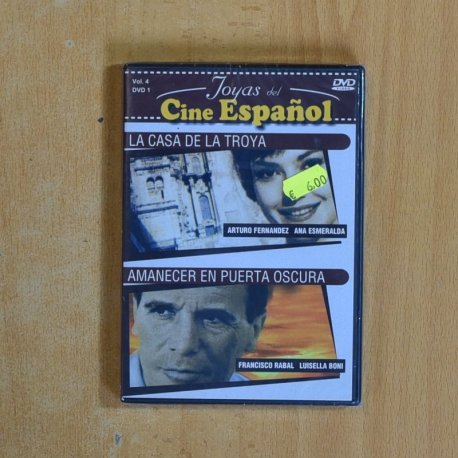 Vol. 4
DVD 1
Joyas del
Cine Español
DVD
VIDEO
LA CASA DE LA TROYA
€ 6,00
ARTURO FERNANDEZ ANA ESMERALDA
AMANECER EN PUERTA OSCURA
FRANCISCO RABAL LUISELLA BONI